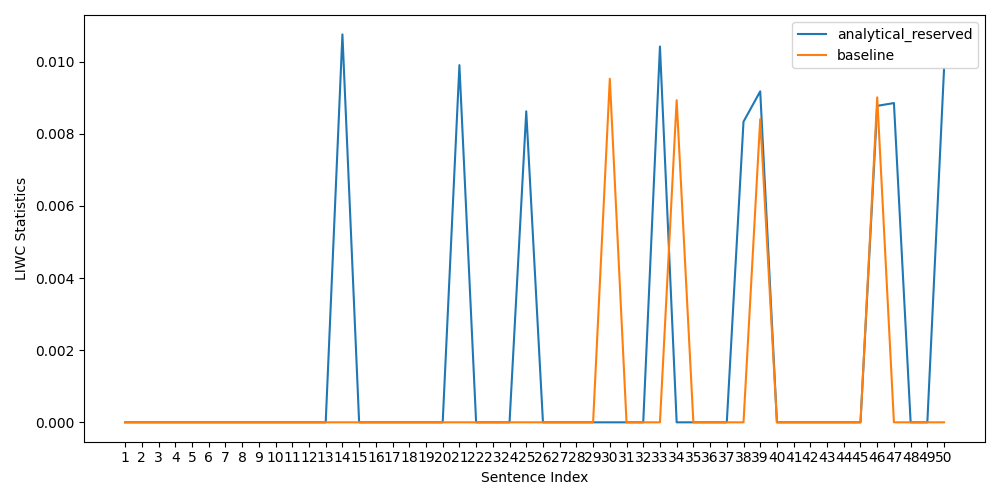 analytical_reserved
baseline
0.010
0.008
0.006
0.004
0.002
0.000
LIWC Statistics
1 2 3 4 5 6 7 8 9 10 11 12 13 14 15 16 17 18 19 20 21 22 23 24 25 26 27 28 29 30 31 32 33 34 35 36 37 38 39 40 41 42 43 44 45 46 47 48 49 50
Sentence Index